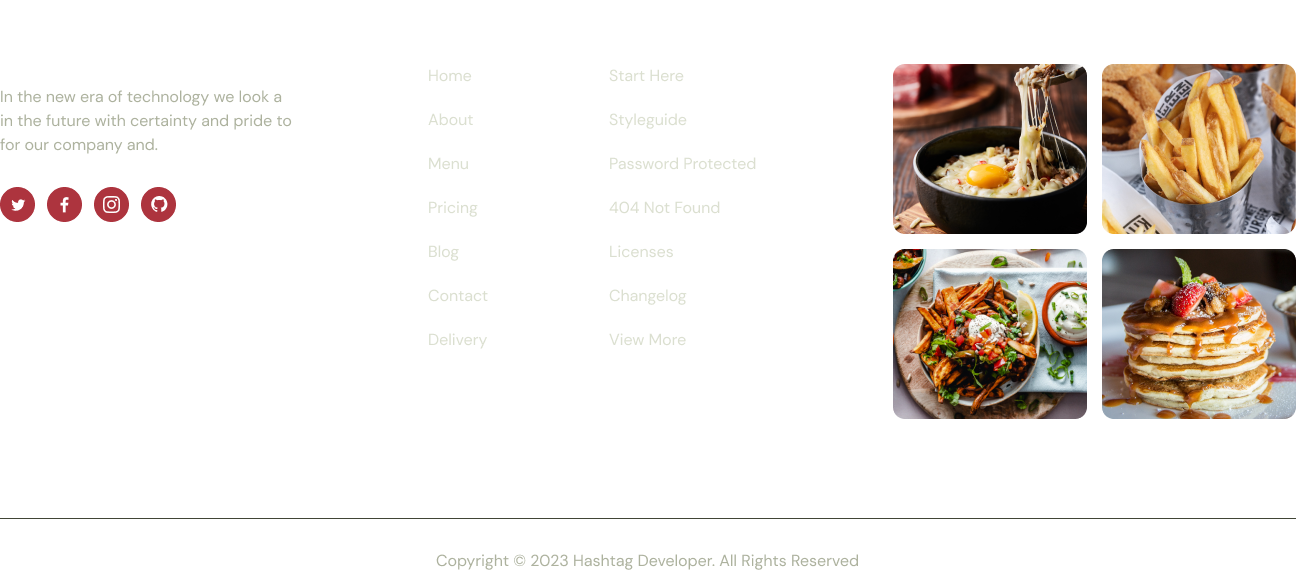 In the new era of technology we look a
in the future with certainty and pride to
for our company and.
Home
About
Menu
Pricing
Blog
Contact
Delivery
Start Here
Styleguide
Password Protected
404 Not Found
Licenses
Changelog
View More
Copyright © 2023 Hashtag Developer. All Rights Reserved